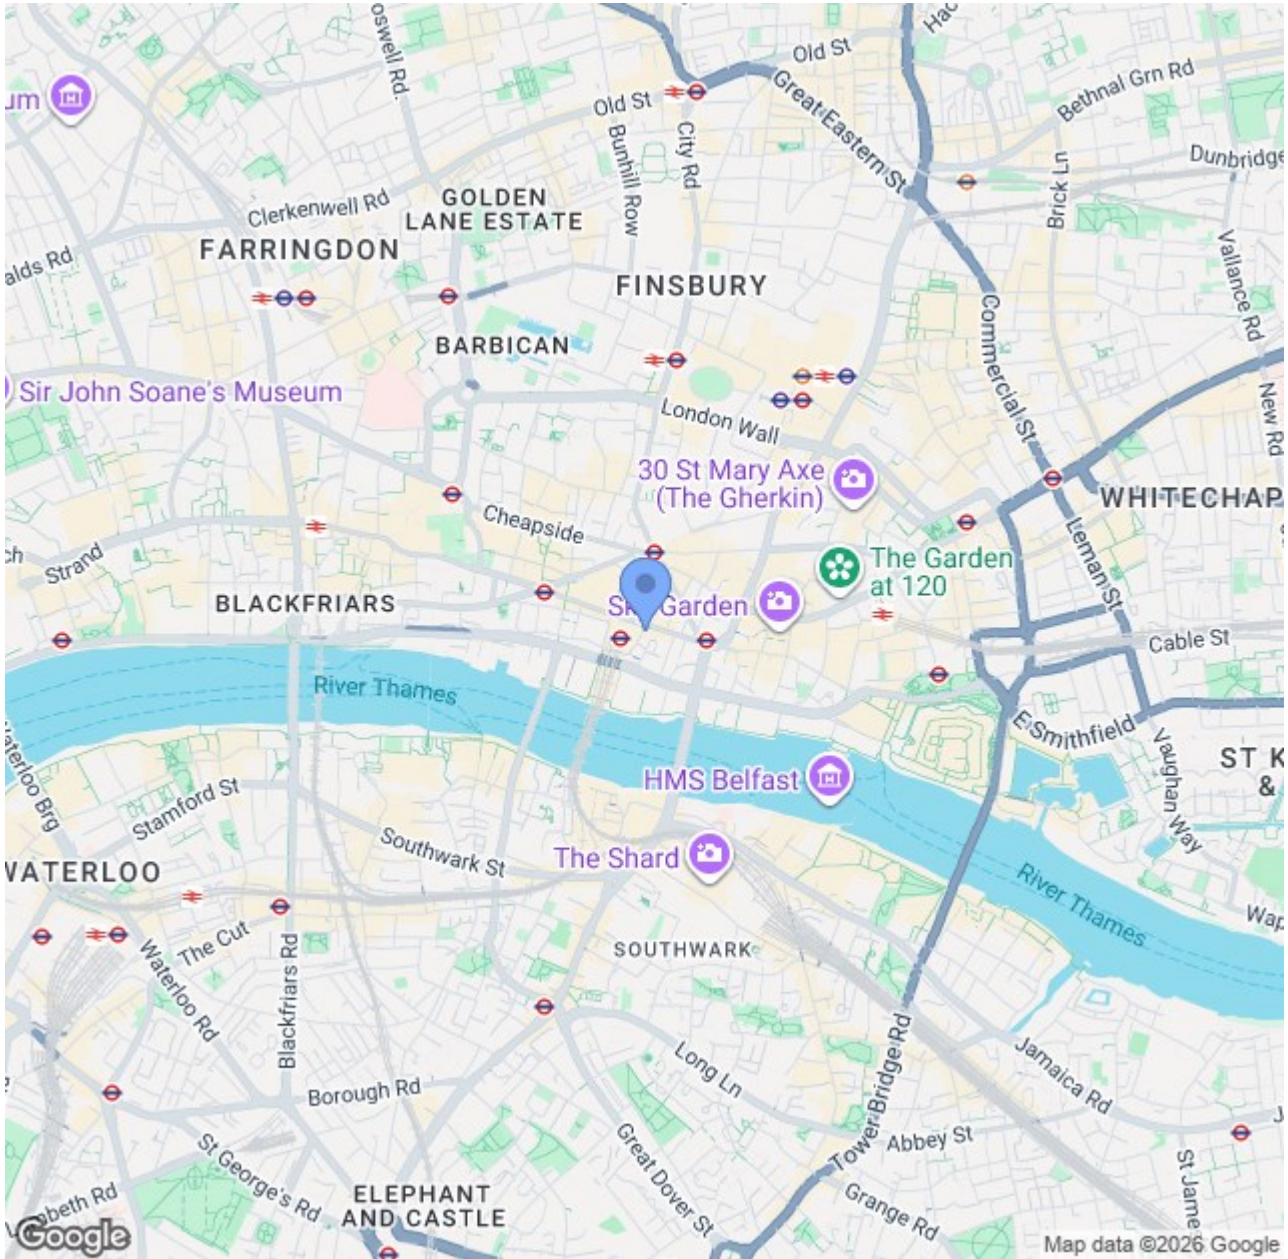 oswell Rd.
Old St
Hac
Great Eastern St
Bethnal Grn Rd
um
Old St
City Rd
Bunhill Row
Brick Ln
Dunbridge
Clerkenwell Rd
GOLDEN
LANE ESTATE
FARRINGDON
alds Rd
Vallance Rd
FINSBURY
Commercial St
BARBICAN
Sir John Soane's Museum
London Wall
New Rd
30 St Mary Axe
(The Gherkin)
WHITECHAP
Cheapside
ch
Strand
The Garden
at 120
Leman St
BLACKFRIARS
Garden
Cable St
River Thames
E Smithfield
Waterloo Brg
HMS Belfast
Vaughan Way
ST K
&
Stamford St
Southwark St
The Shard
WATERLOO
River Thames
Wap
The Cut
SOUTHWARK
Waterloo Rd
Blackfriars Rd
Long Ln
Tower Bridge Rd
Jamaica Rd
Borough Rd
J
Abbey St
Great Dover St
St George's Rd
St Jame
ELEPHANT
AND CASTLE
Grange Rd
beth Rd
Google
Map data ©2026 Google